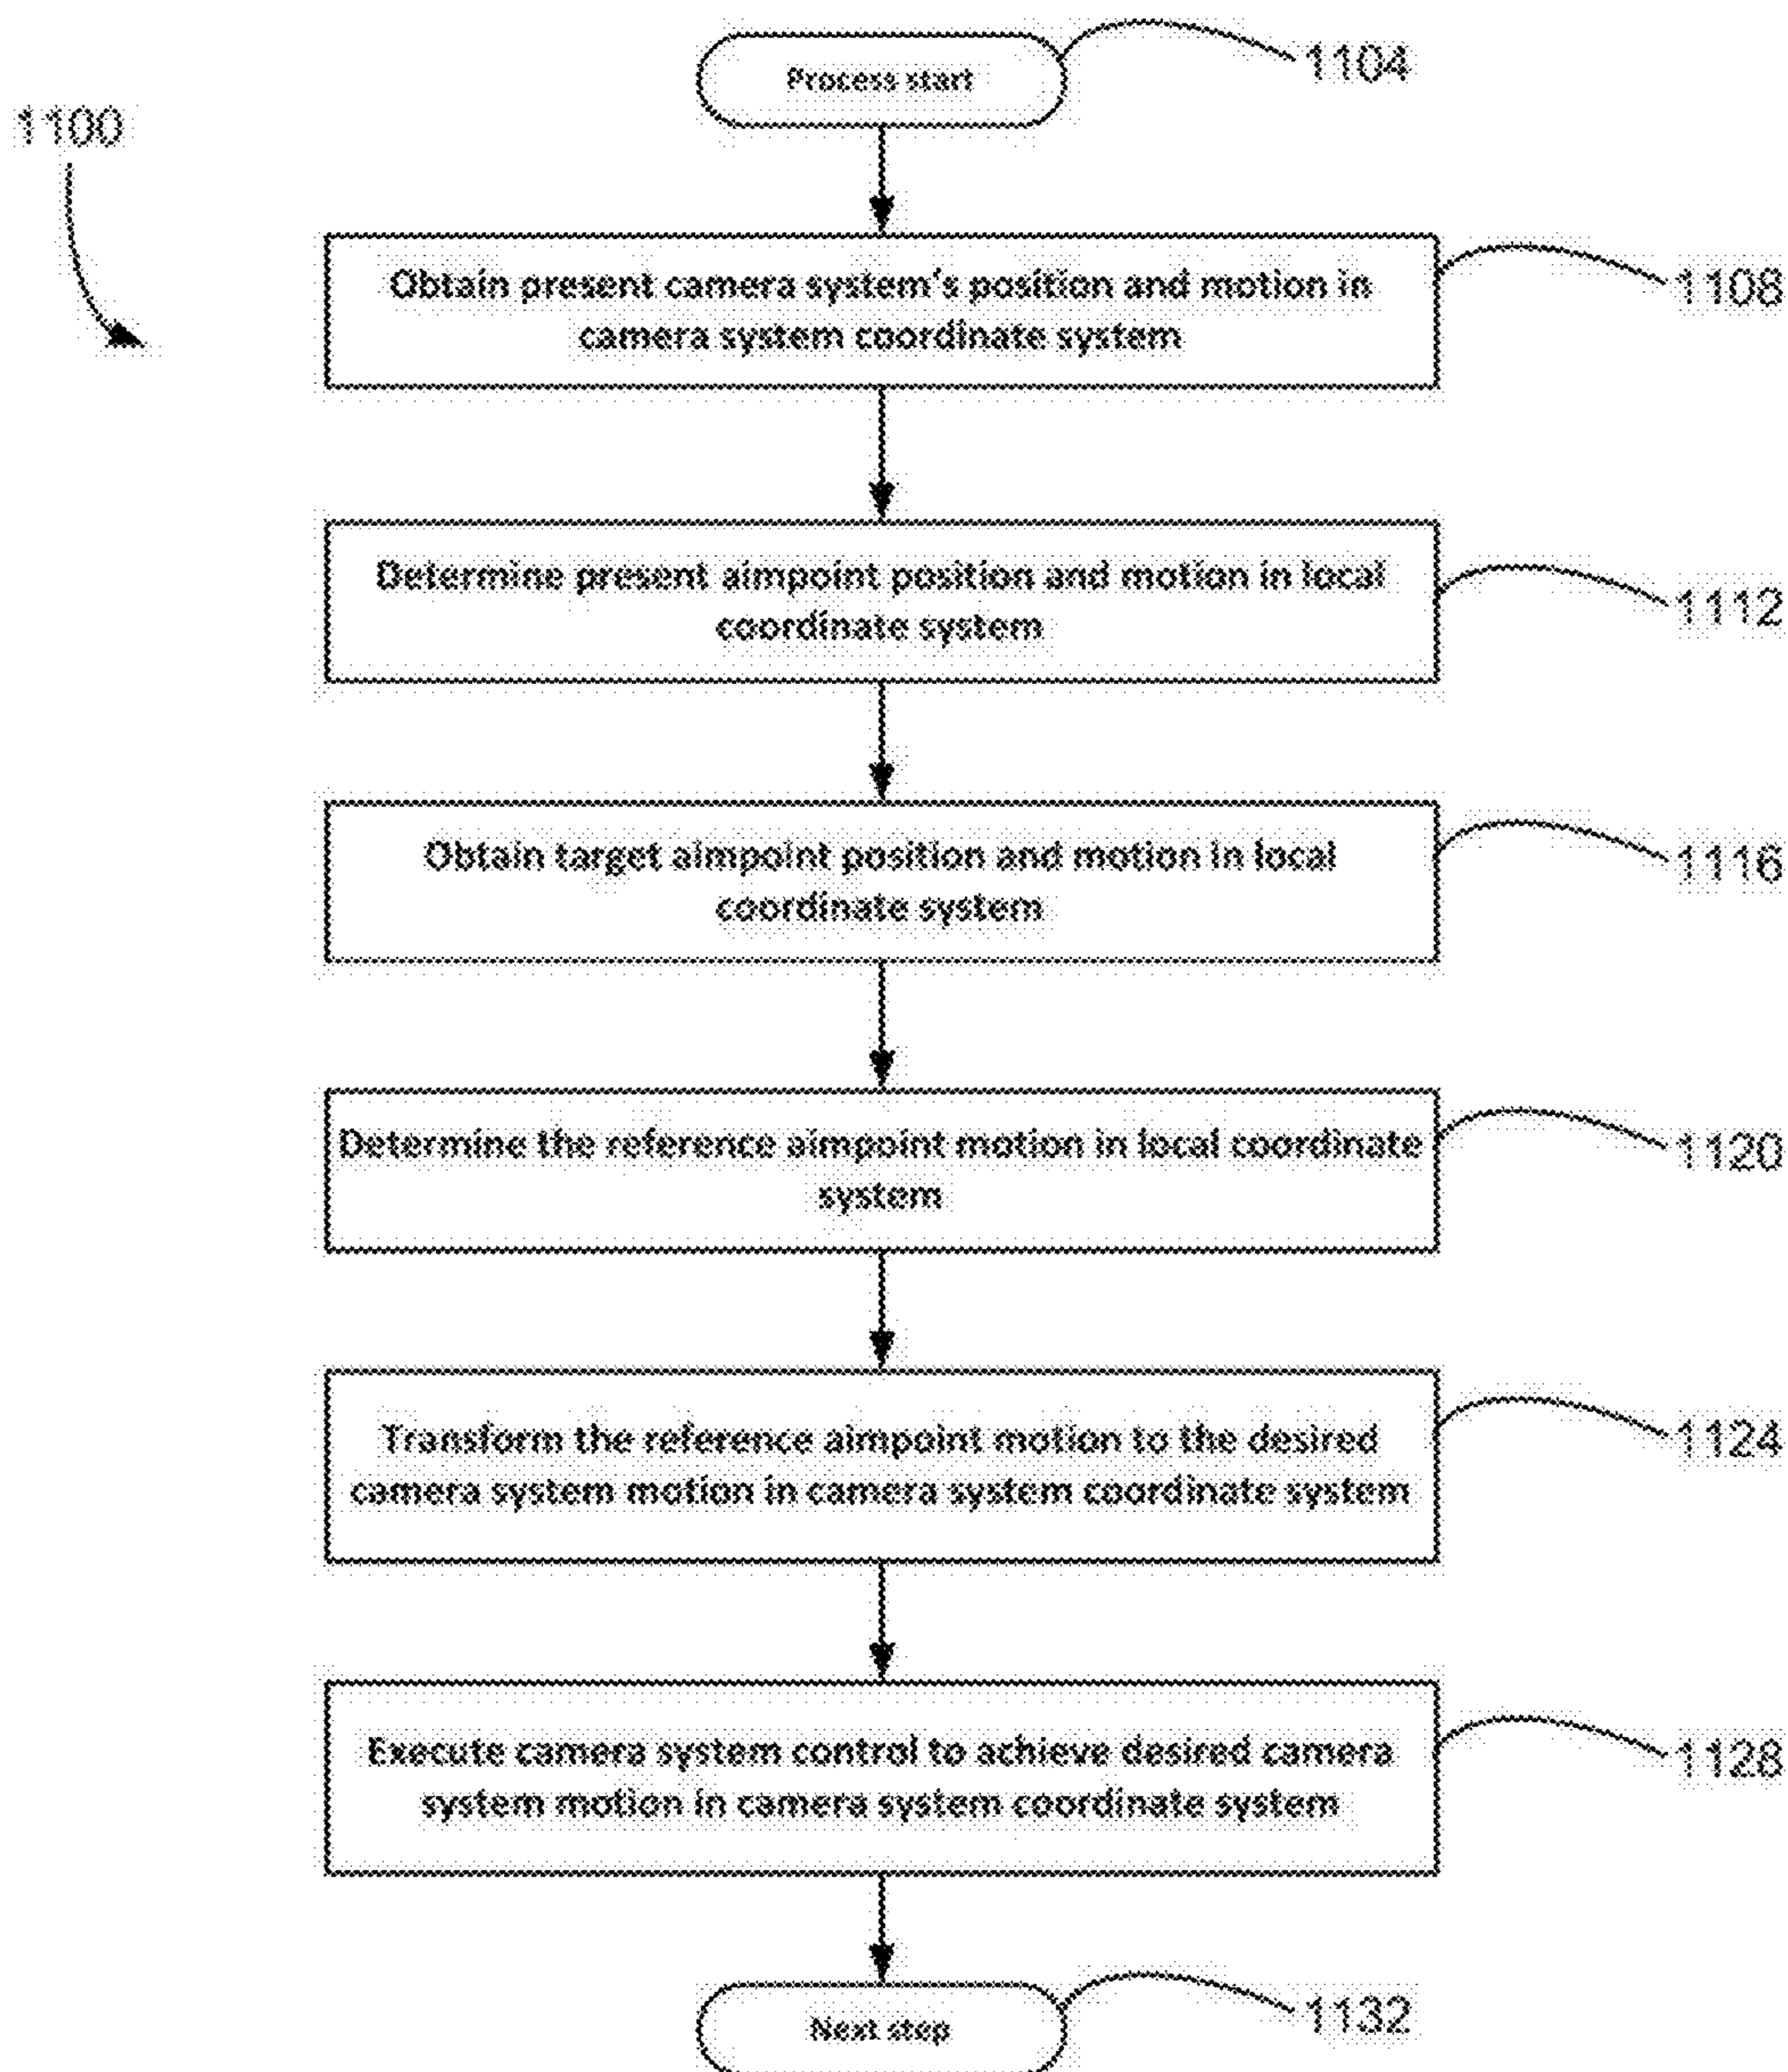 Process start
1104
1100
Obtain present camera system's position and motion in
camera system coordinate system
1108
Determine present aimpoint position and motion in local
coordinate system
1112
Obtain target aimpoint position and motion in local
coordinate system
1116
Determine the reference aimpoint motion in local coordinate
system
1120
Transform the reference aimpoint motion to the desired
camera system motion in camera system coordinate system
1124
Execute camera system control to achieve desired camera
system motion in camera system coordinate system
1128
Next step
1132